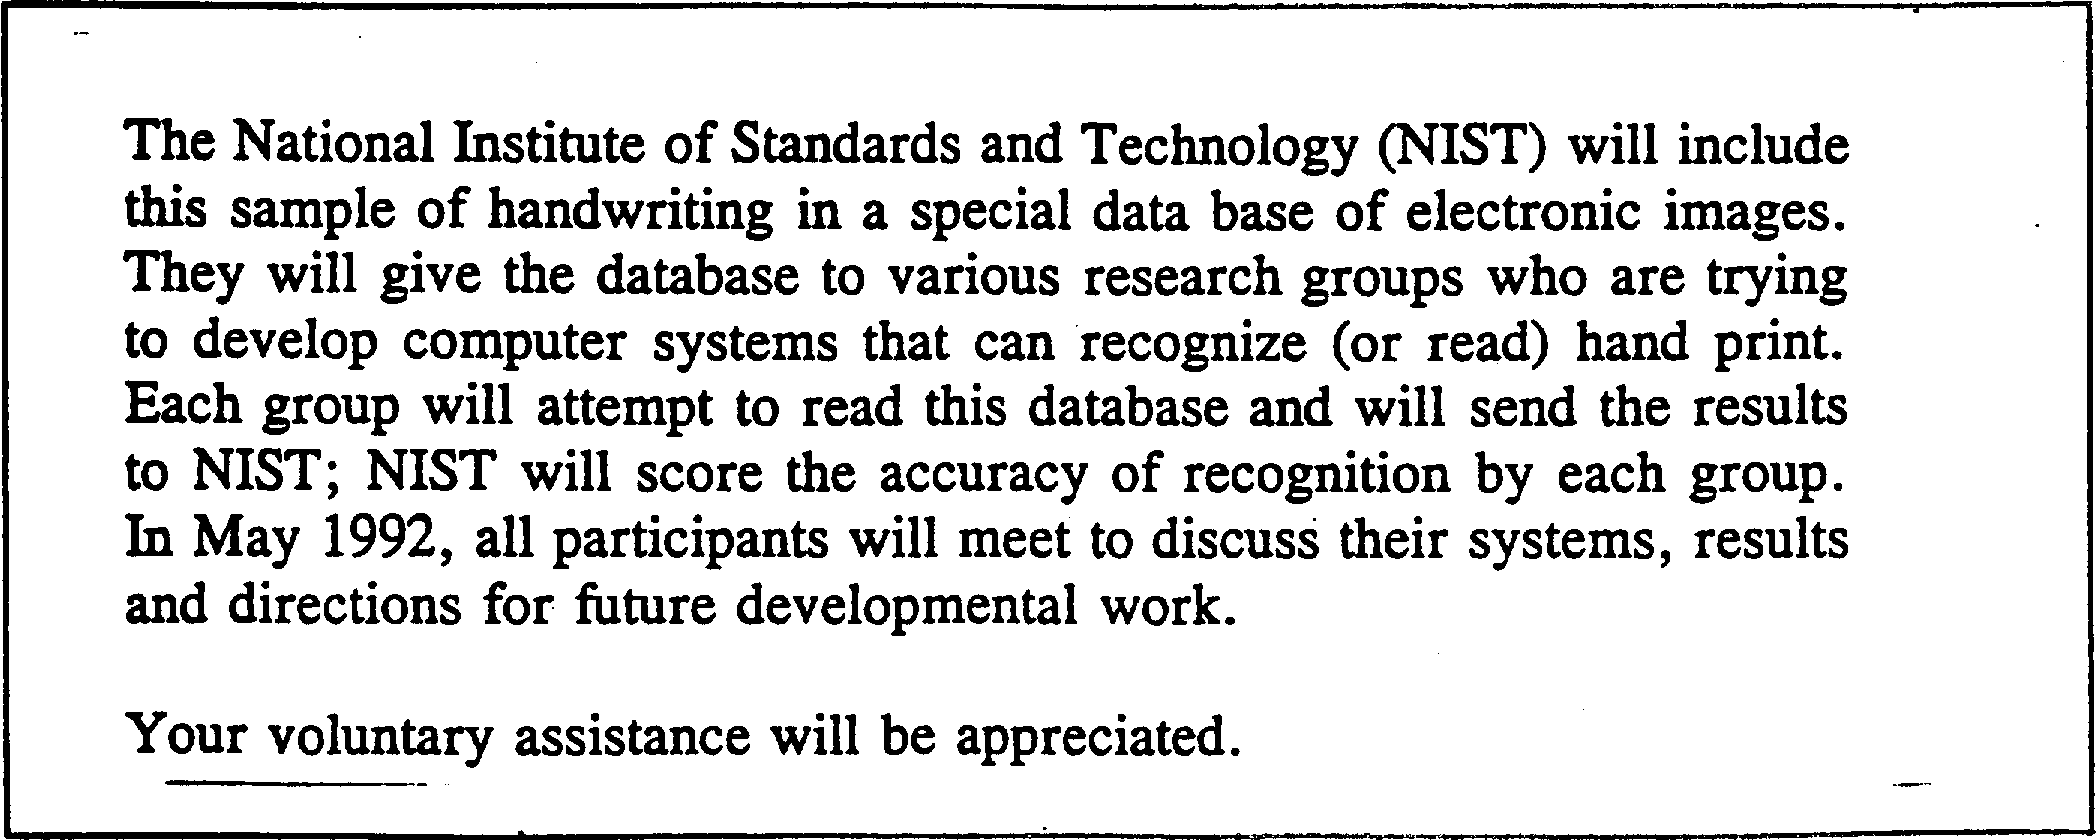 The National Institute of Standards and Technology (NIST) will include
this sample of handwriting in a special data base of electronic images.
They will give the database to various research groups who are trying
to develop computer systems that can recognize (or read) hand print.
Each group will attempt to read this database and will send the results
to NIST; NIST will score the accuracy of recognition by each group.
In May 1992, all participants will meet to discuss their systems, results
and directions for future developmental work.
Your voluntary assistance will be appreciated.